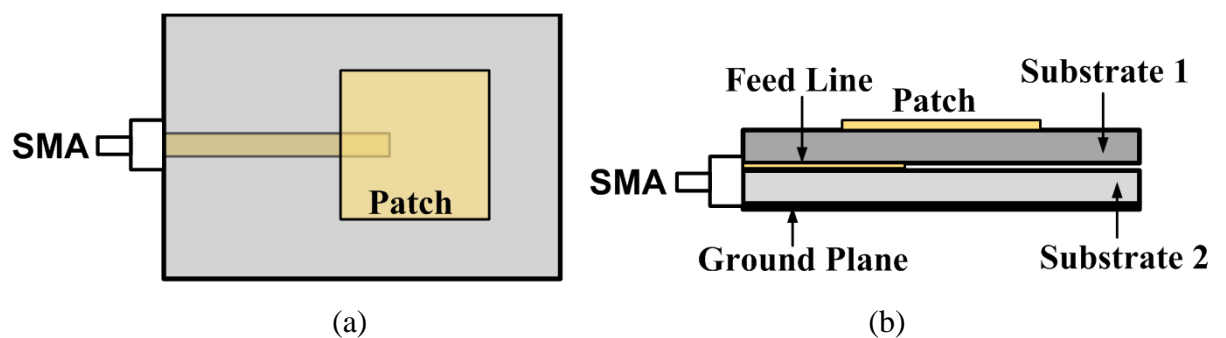 SMA
Patch
(a)
Feed Line
Patch
Substrate 1
SMA
Ground Plane
Substrate 2
(b)